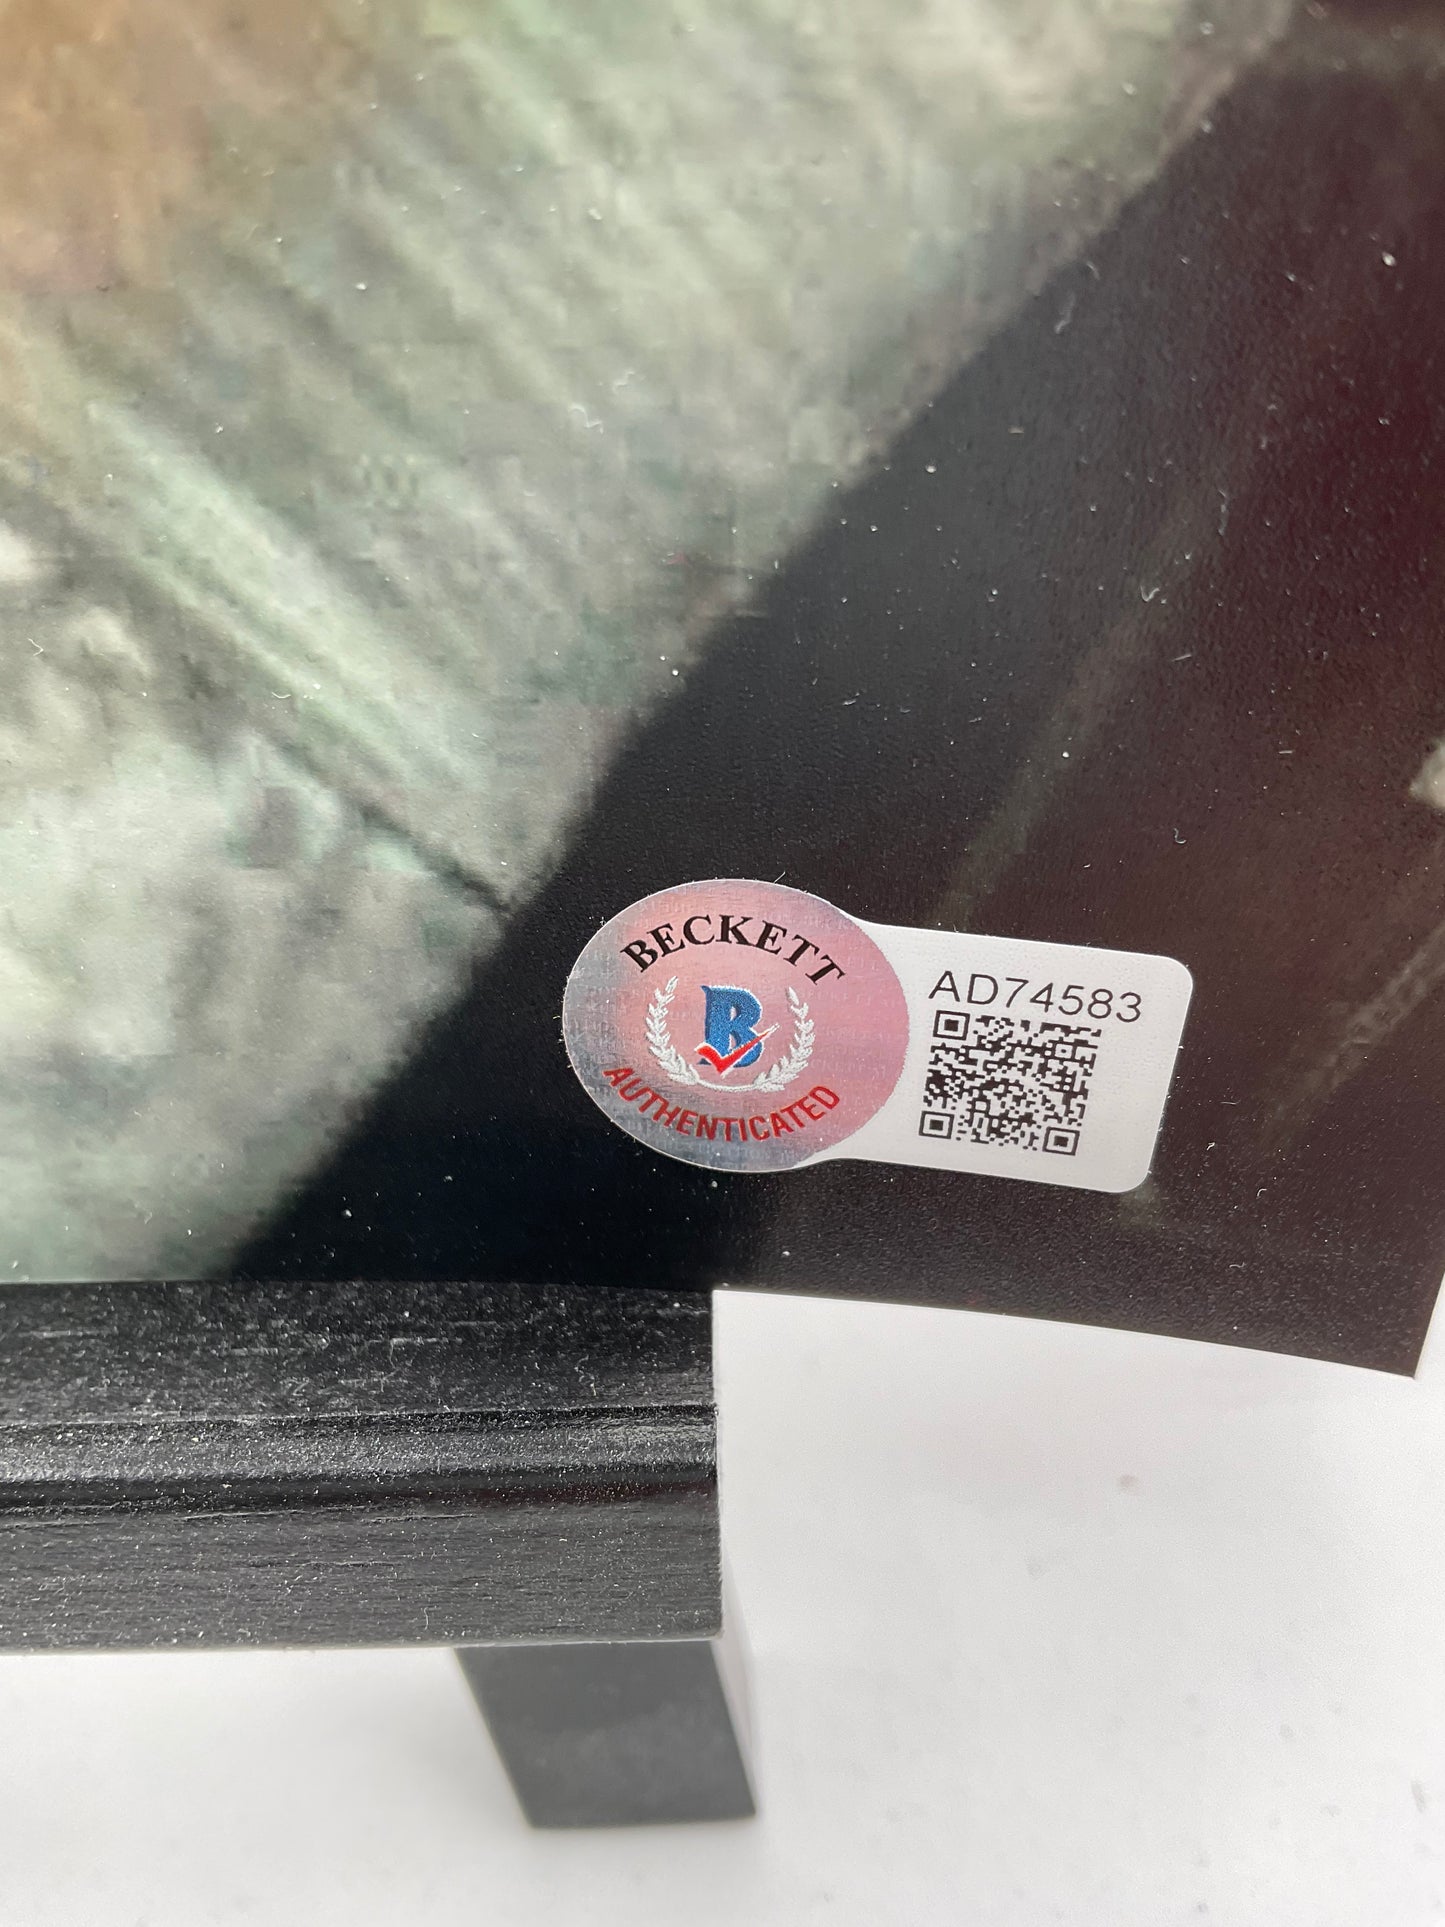 BECKETT
B
AUTHENTICATED
AD74583